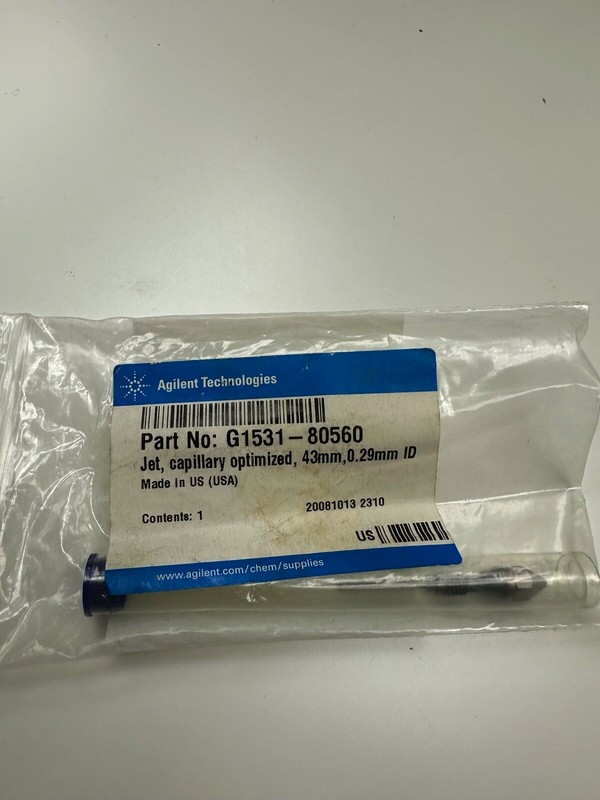 Agilent Technologies
Part No: G1531-80560
Jet, capillary optimized, 43mm,0.29mm ID
Made in US (USA)
Contents: 1
20081013 2310
US
www.agilent.com/chem/supplies